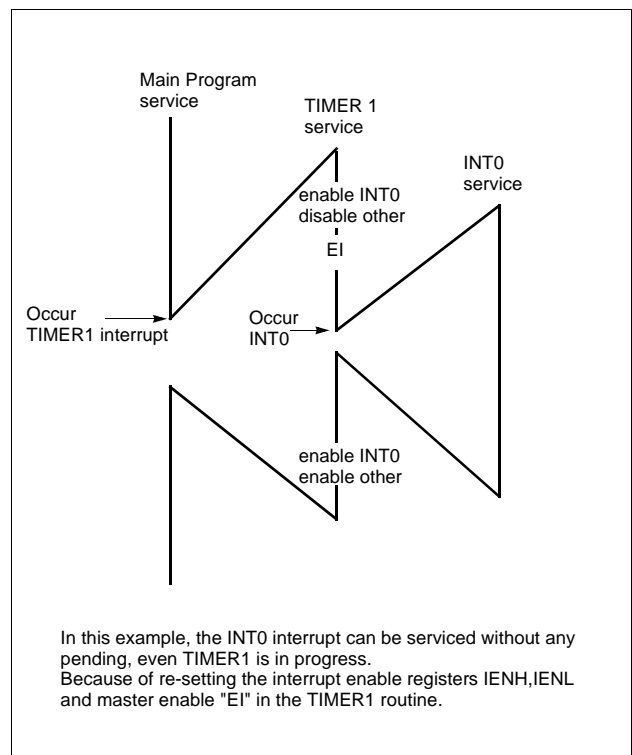 Main Program
service
TIMER 1
service
INT0
service
enable INT0
disable other
EI
Occur
TIMER1 interrupt
Occur
INT0
enable INT0
enable other
In this example, the INT0 interrupt can be serviced without any
pending, even TIMER1 is in progress.
Because of re-setting the interrupt enable registers IENH,IENL
and master enable "EI" in the TIMER1 routine.